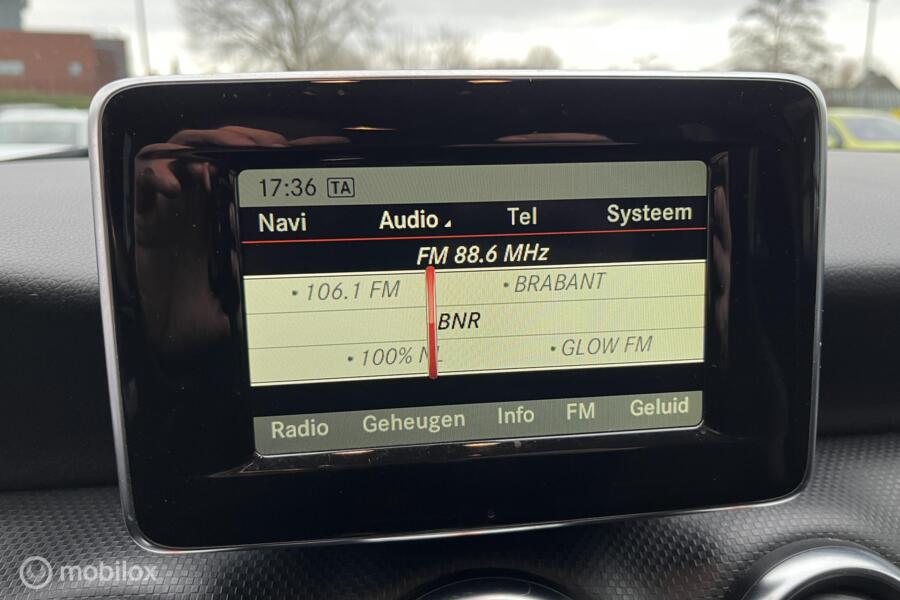 17:36 TA
Navi Audio Tel Systeem
FM 88.6 MHz
• 106.1 FM • BRABANT
BNR
• 100% NL • GLOW FM
Radio Geheugen Info FM Geluid
mobilox